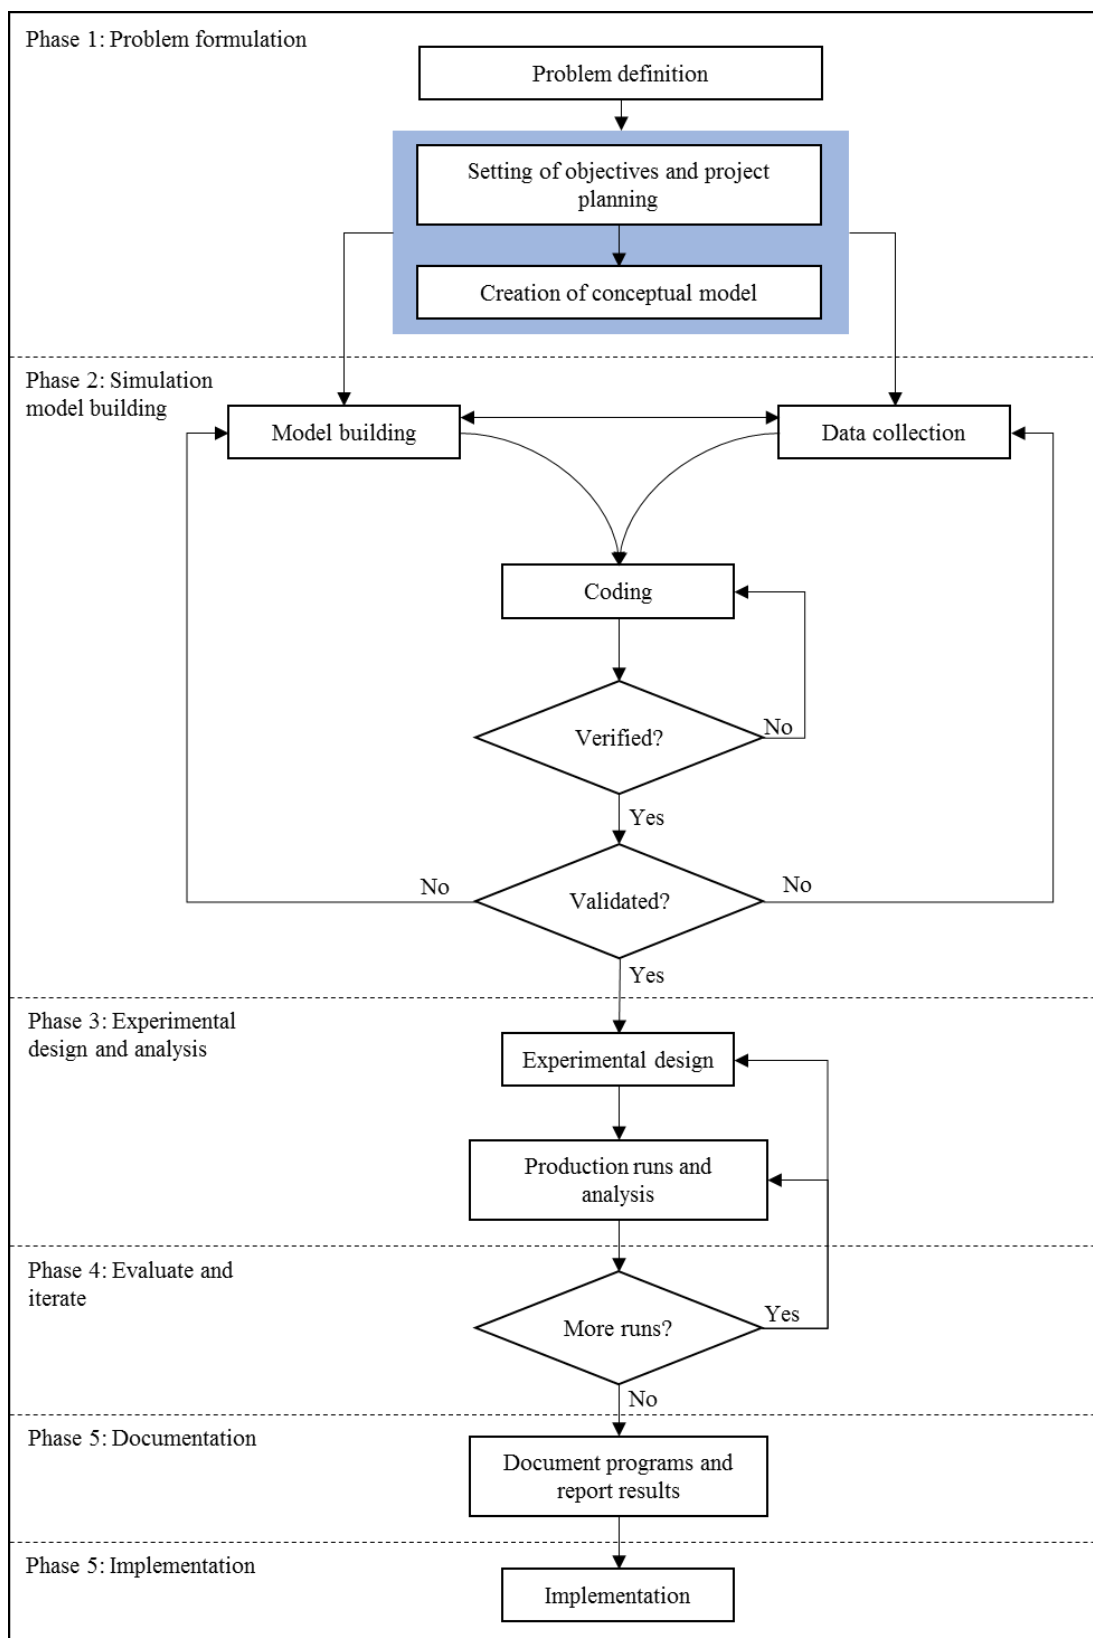 Phase 1: Problem formulation
Problem definition
Setting of objectives and project
planning
Creation of conceptual model
Phase 2: Simulation
model building
Model building
Data collection
Coding
Verified?
No
Yes
No
Validated?
No
Yes
Phase 3: Experimental
design and analysis
Experimental design
Production runs and
analysis
Phase 4: Evaluate and
iterate
More runs?
Yes
No
Phase 5: Documentation
Document programs and
report results
Phase 5: Implementation
Implementation